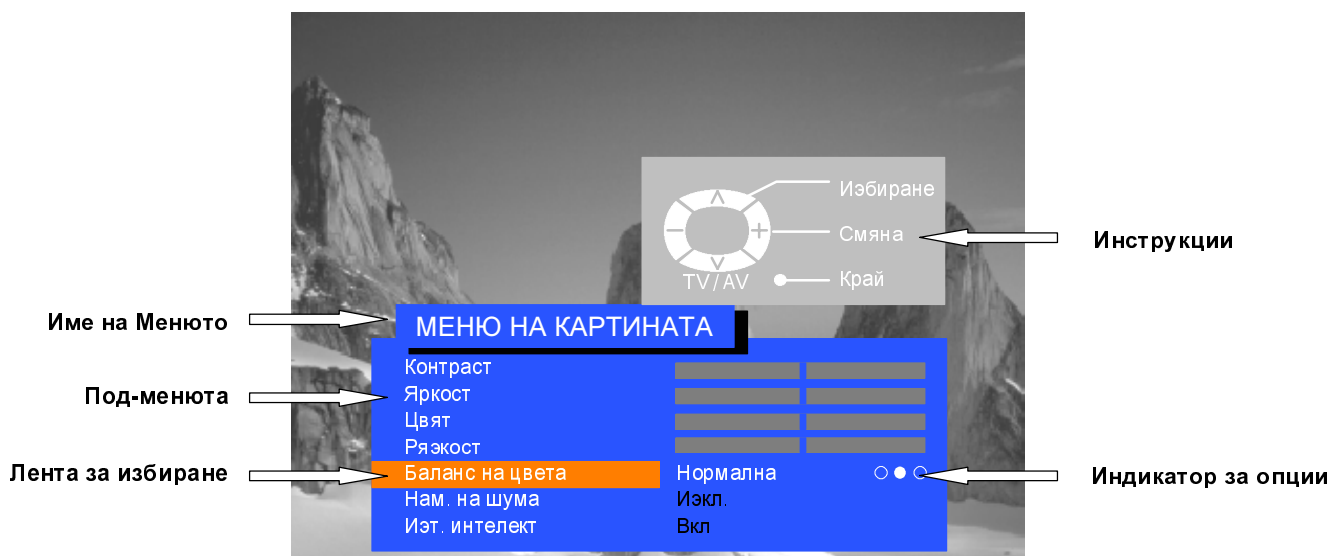 Иэбиране
Смяна
TV/AV
Край
Инструкции
Име на Менюто
МЕНЮ НА КАРТИНАТА
Контраст
Под-менюта
Яркост
Цвят
Ряэкост
Лента за избиране
Баланс на цвета Нормална
Индикатор за опции
Нам. на шума Иэкл.
Иэт. интелект Вкл